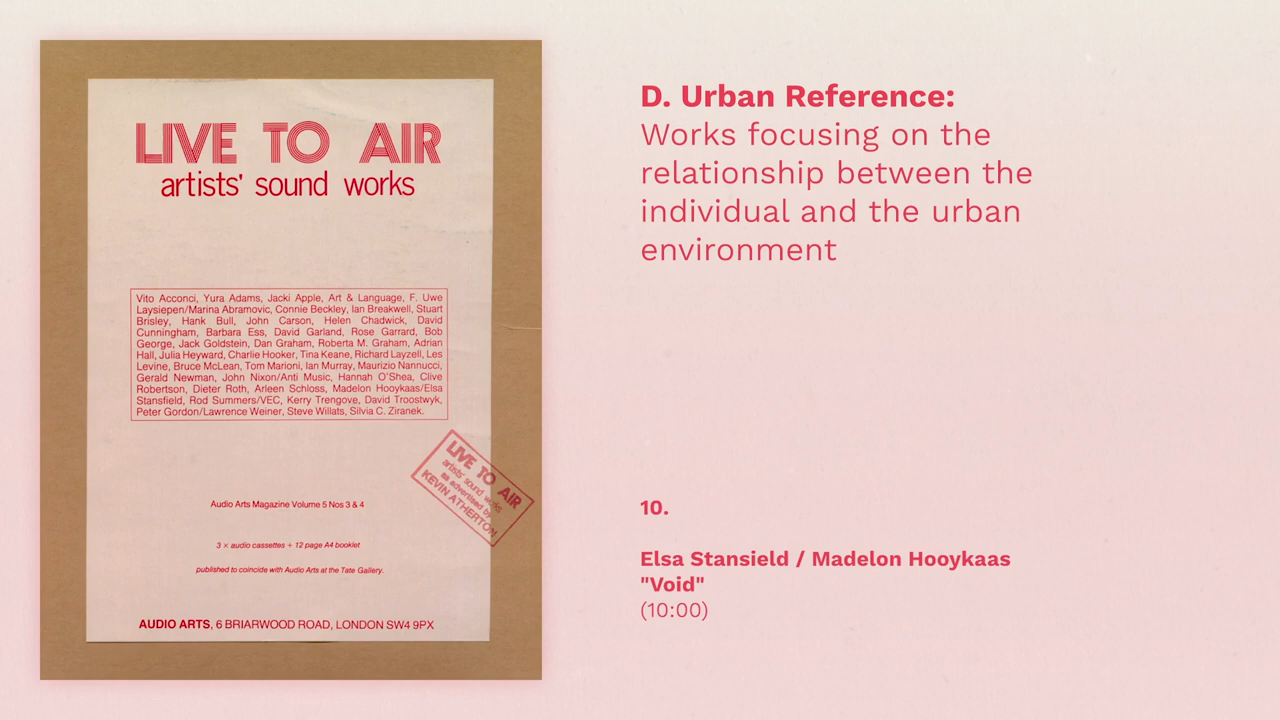 LIVE TO AIR
artists' sound works
Vito Acconci, Yura Adams, Jacki Apple, Art & Language, F. Uwe
Laysiepen/Marina Abramovic, Connie Beckley, Ian Breakwell, Stuart
Brisley, Hank Bull, John Carson, Helen Chadwick, David
Cunningham, Barbara Ess, David Garland, Rose Garrard, Bob
George, Jack Goldstein, Dan Graham, Roberta M. Graham, Adrian
Hall, Julia Heyward, Charlie Hooker, Tina Keane, Richard Layzell, Les
Levine, Bruce McLean, Tom Marioni, Ian Murray, Maurizio Nannucci,
Gerald Newman, John Nixon/Anti Music, Hannah O'Shea, Clive
Robertson, Dieter Roth, Arleen Schloss, Madelon Hooykaas/Elsa
Stansfield, Rod Summers/VEC, Kerry Trengove, David Troostwyk,
Peter Gordon/Lawrence Weiner, Steve Willats, Silvia C. Ziranek.
LIVE TO AIR
artists' sound works
as advertised by
KEVIN ATHERTON
Audio Arts Magazine Volume 5 Nos 3 & 4
3 × audio cassettes + 12 page A4 booklet
published to coincide with Audio Arts at the Tate Gallery.
AUDIO ARTS, 6 BRIARWOOD ROAD, LONDON SW4 9PX
D. Urban Reference:
Works focusing on the
relationship between the
individual and the urban
environment
10.
Elsa Stansield / Madelon Hooykaas
"Void"
(10:00)